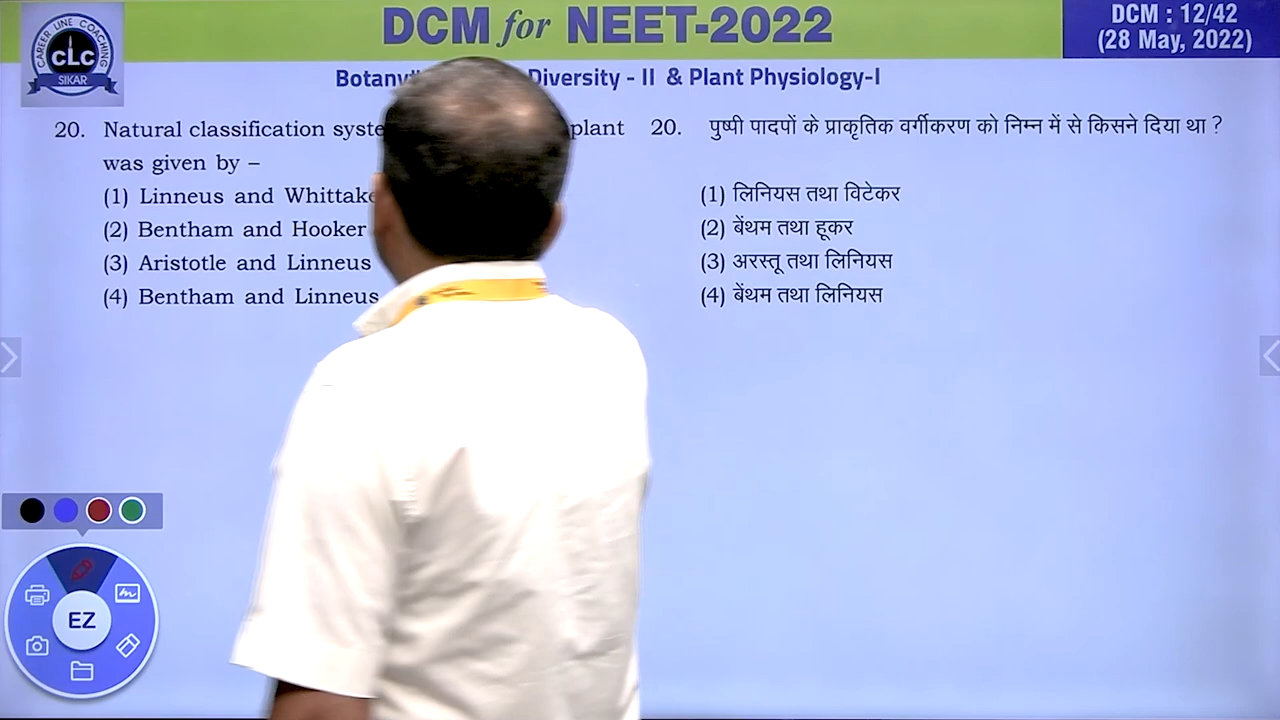 CAREER LINE COACHING
CLC
SIKAR
DCM for NEET-2022
DCM : 12/42
(28 May, 2022)
Botany Diversity - II & Plant Physiology-I
20. Natural classification plant
was given by –
(1) Linneus and
(2) Bentham and Hooker
(3) Aristotle and Linneus
(4) Bentham and Linneus
20. पुष्पी पादपों के प्राकृतिक वर्गीकरण को निम्न में से किसने दिया था ?
(1) लिनियस तथा विटेकर
(2) बेंथम तथा हूकर
(3) अरस्तू तथा लिनियस
(4) बेंथम तथा लिनियस
EZ